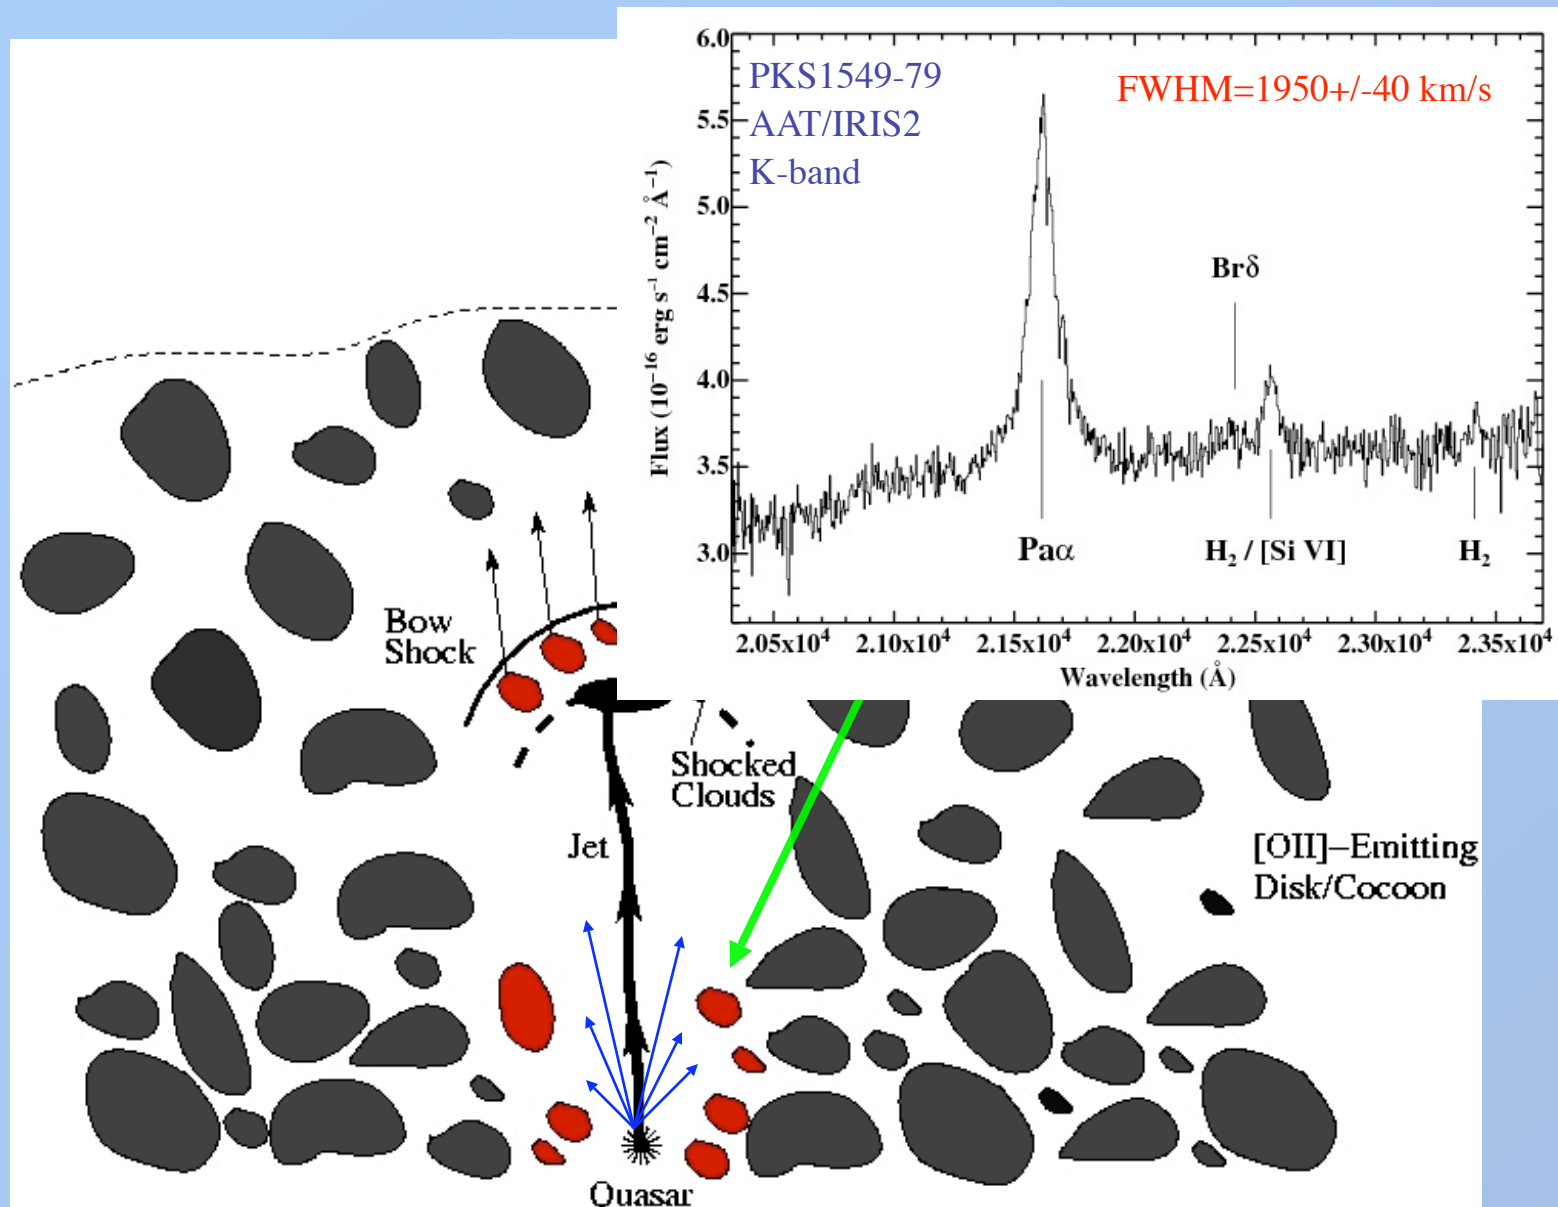 PKS1549-79
AAT/IRIS2
K-band
FWHM=1950+/-40 km/s
6.0
5.5
5.0
4.5
4.0
3.5
3.0
Flux (10⁻¹⁶ erg s⁻¹ cm⁻² Å⁻¹)
Brδ
Paα
H₂ / [Si VI]
H₂
2.05x10⁴
2.10x10⁴
2.15x10⁴
2.20x10⁴
2.25x10⁴
2.30x10⁴
2.35x10⁴
Wavelength (Å)
Bow
Shock
Shocked
Clouds
Jet
[OII]–Emitting
Disk/Cocoon
Quasar